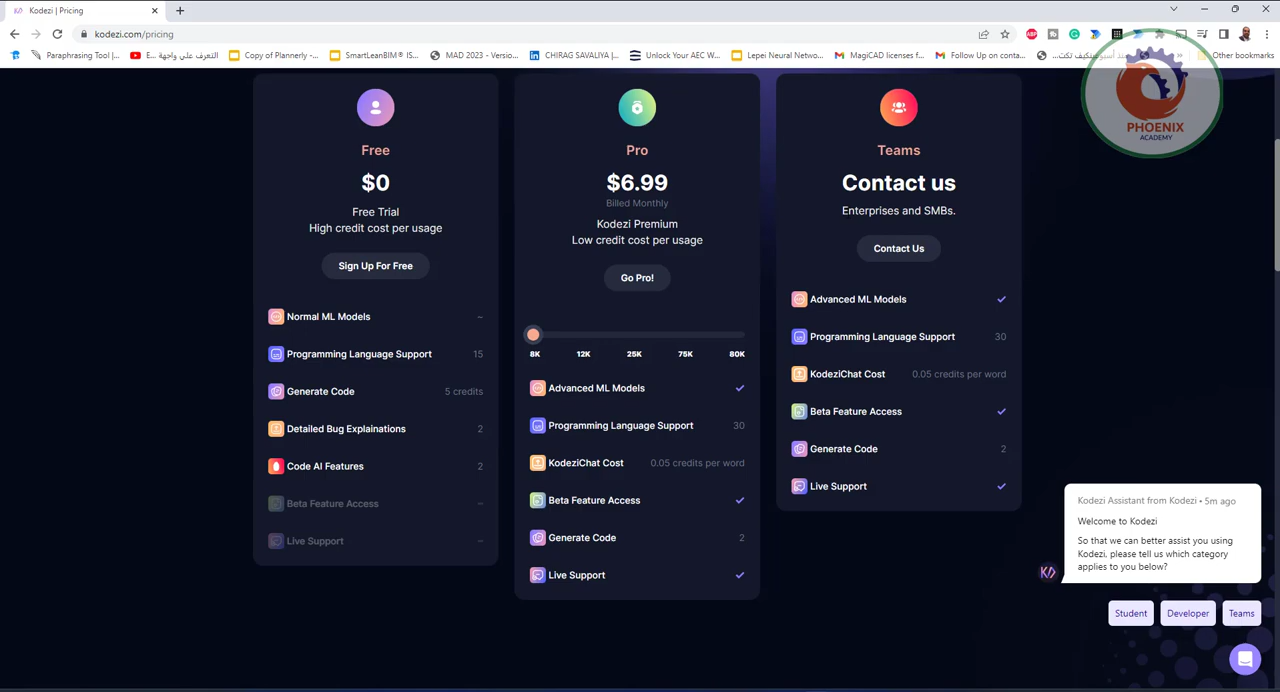 Kodezi | Pricing
kodezi.com/pricing
Paraphrasing Tool |...
E... التعرف علي واجهة
Copy of Plannerly -...
SmartLeanBIM® IS...
MAD 2023 - Versio...
CHIRAG SAVALIYA |...
Unlock Your AEC W...
Lepei Neural Netwo...
MagiCAD licenses f...
Follow Up on conta...
Other bookmarks
PHOENIX
ACADEMY
Free
$0
Free Trial
High credit cost per usage
Sign Up For Free
Normal ML Models ~
Programming Language Support 15
Generate Code 5 credits
Detailed Bug Explainations 2
Code AI Features 2
Beta Feature Access –
Live Support –
Pro
$6.99
Billed Monthly
Kodezi Premium
Low credit cost per usage
Go Pro!
8K 12K 25K 75K 80K
Advanced ML Models
Programming Language Support 30
KodeziChat Cost 0.05 credits per word
Beta Feature Access
Generate Code 2
Live Support
Teams
Contact us
Enterprises and SMBs.
Contact Us
Advanced ML Models
Programming Language Support 30
KodeziChat Cost 0.05 credits per word
Beta Feature Access
Generate Code 2
Live Support
Kodezi Assistant from Kodezi • 5m ago
Welcome to Kodezi
So that we can better assist you using
Kodezi, please tell us which category
applies to you below?
Student Developer Teams